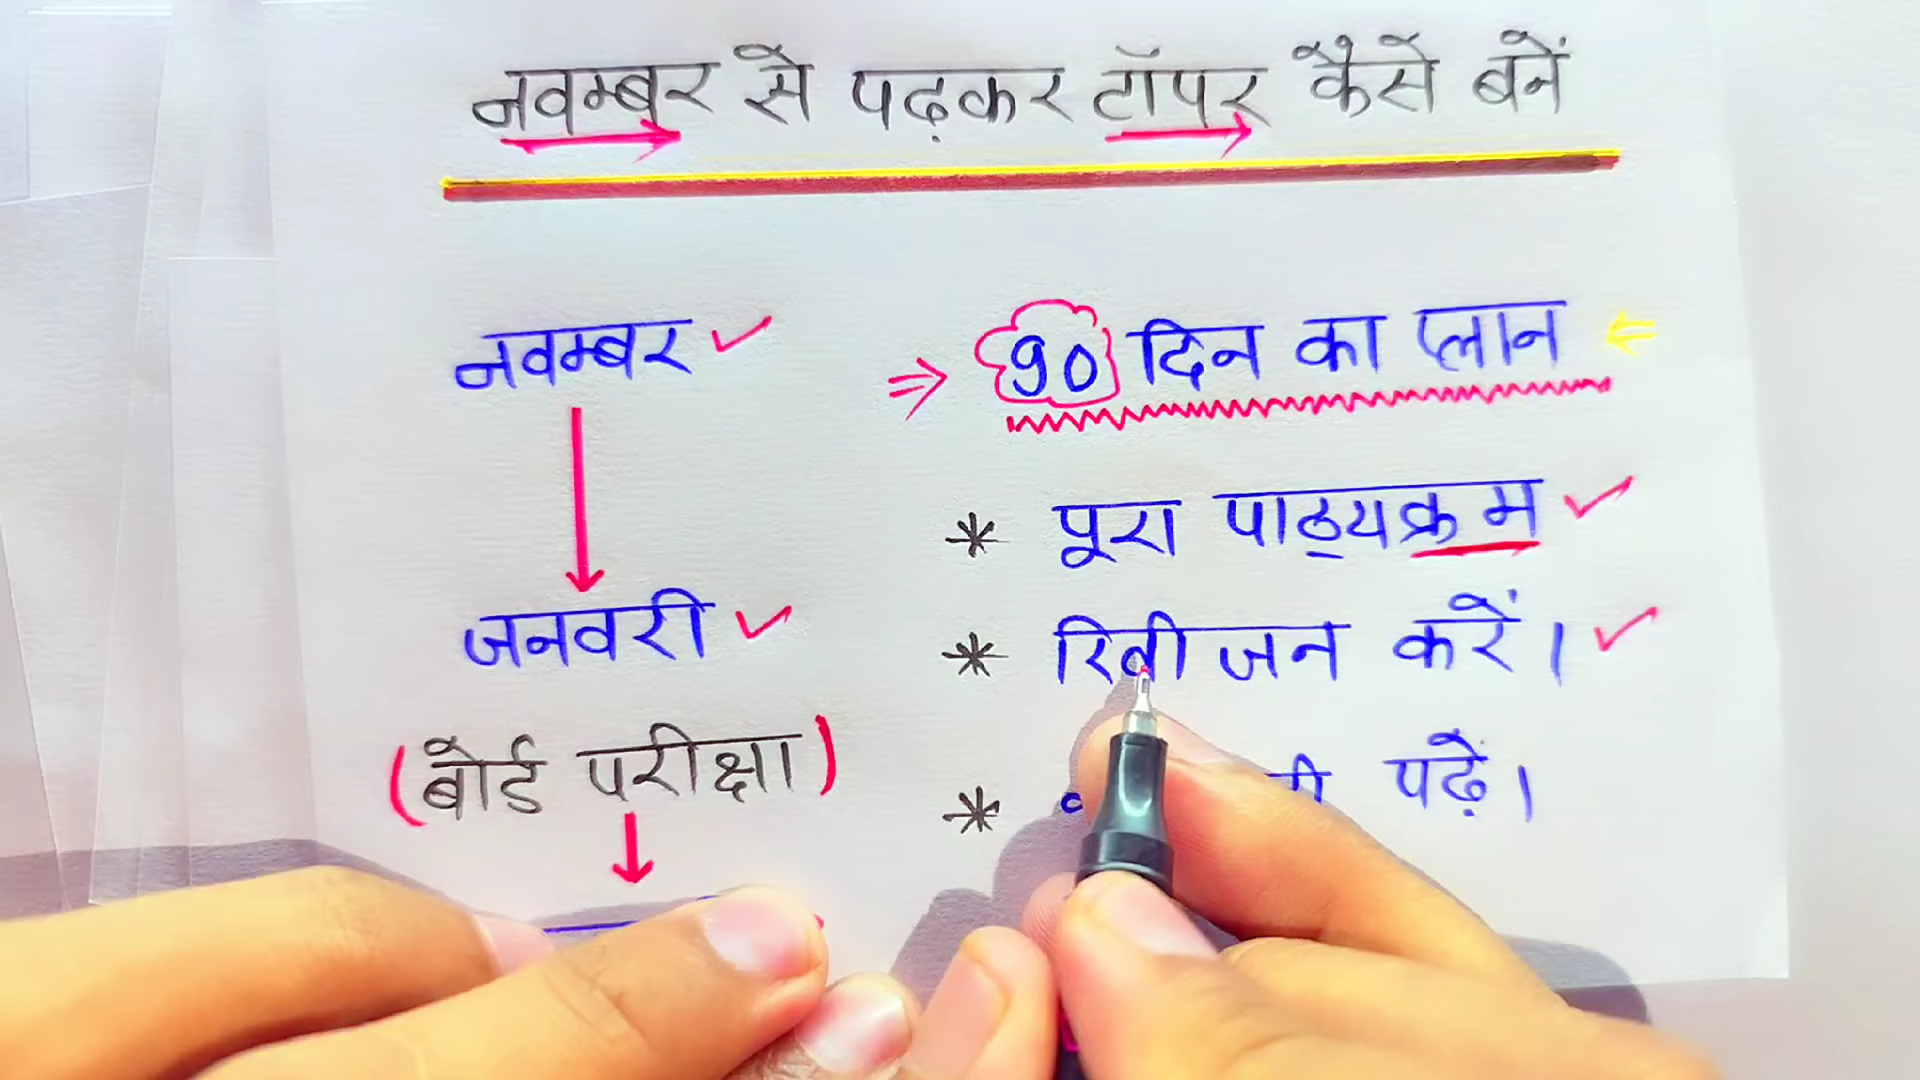 नवम्बर से पढ़कर टॉपर कैसे बनें
नवम्बर
जनवरी
(बोर्ड परीक्षा)
90 दिन का प्लान
* पूरा पाठ्यक्रम
* रिवीजन करें।
* पढ़ें।